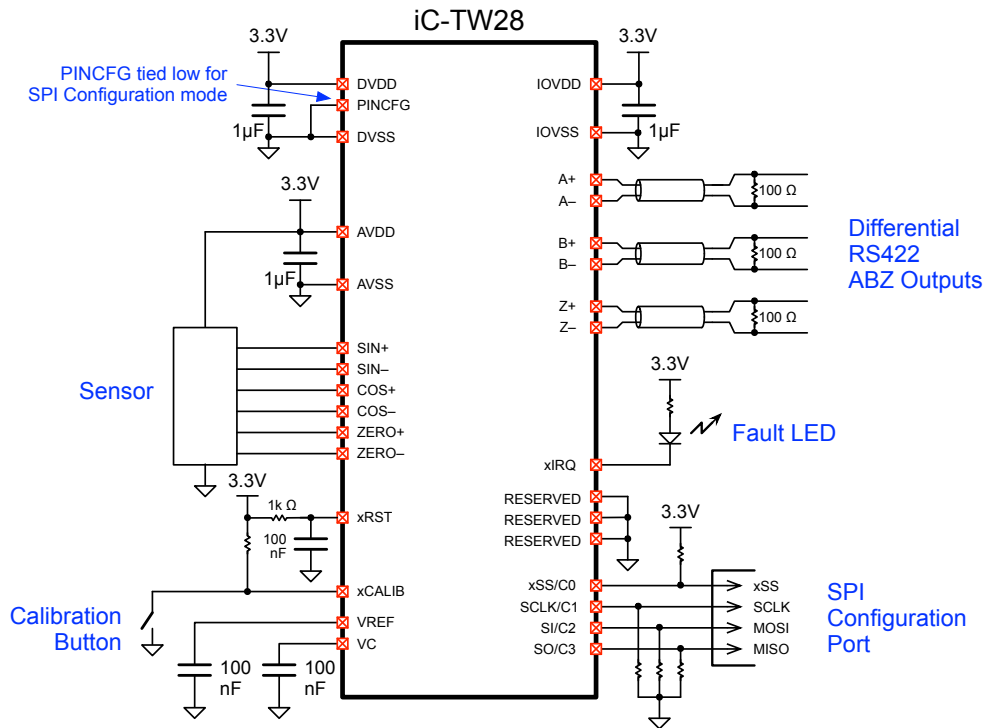 iC-TW28
3.3V
PINCFG tied low for
SPI Configuration mode
1µF
DVDD
PINCFG
DVSS
3.3V
1µF
AVDD
AVSS
Sensor
SIN+
SIN–
COS+
COS–
ZERO+
ZERO–
3.3V
1k Ω
100
nF
xRST
Calibration
Button
xCALIB
VREF
VC
100
nF
100
nF
3.3V
IOVDD
IOVSS
1µF
A+
A–
100 Ω
B+
B–
100 Ω
Z+
Z–
100 Ω
Differential
RS422
ABZ Outputs
3.3V
Fault LED
xIRQ
RESERVED
RESERVED
RESERVED
3.3V
xSS/C0
SCLK/C1
SI/C2
SO/C3
xSS
SCLK
MOSI
MISO
SPI
Configuration
Port